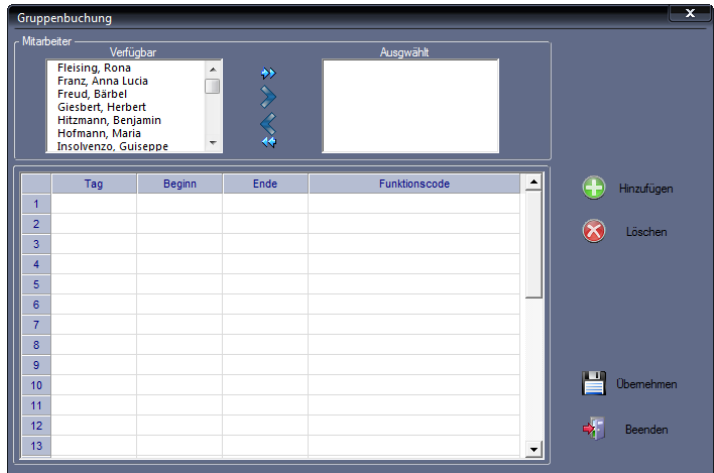 Gruppenbuchung
x
Mitarbeiter
Verfügbar
Ausgwählt
Fleising, Rona
Franz, Anna Lucia
Freud, Bärbel
Giesbert, Herbert
Hitzmann, Benjamin
Hofmann, Maria
Insolvenzo, Guiseppe
Tag Beginn Ende Funktionscode
1
2
3
4
5
6
7
8
9
10
11
12
13
Hinzufügen
Löschen
Übernehmen
Beenden